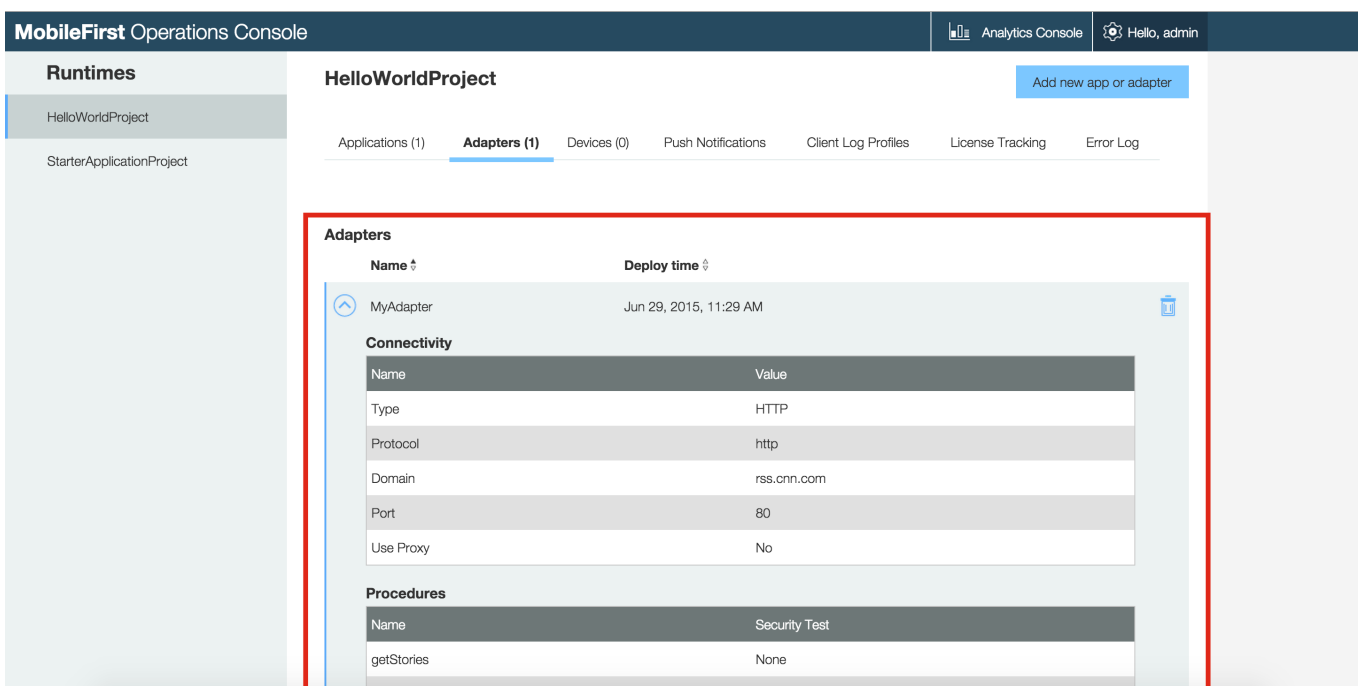 MobileFirst Operations Console
Analytics Console
Hello, admin
Runtimes
HelloWorldProject
StarterApplicationProject
HelloWorldProject
Add new app or adapter
Applications (1) Adapters (1) Devices (0) Push Notifications Client Log Profiles License Tracking Error Log
Adapters
Name Deploy time
MyAdapter Jun 29, 2015, 11:29 AM
Connectivity
Name Value
Type HTTP
Protocol http
Domain rss.cnn.com
Port 80
Use Proxy No
Procedures
Name Security Test
getStories None